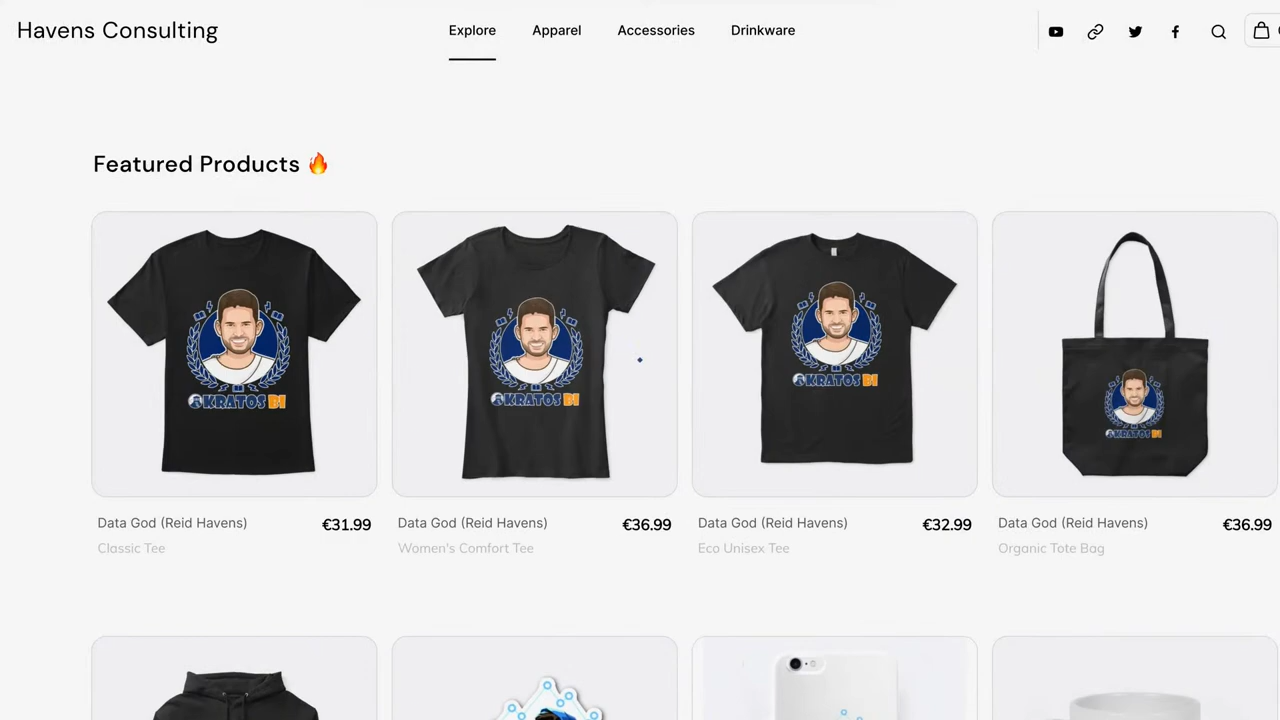 Havens Consulting
Explore
Apparel
Accessories
Drinkware
Featured Products 🔥
KRATOS BI
KRATOS BI
KRATOS BI
KRATOS BI
Data God (Reid Havens) €31.99
Classic Tee
Data God (Reid Havens) €36.99
Women's Comfort Tee
Data God (Reid Havens) €32.99
Eco Unisex Tee
Data God (Reid Havens) €36.99
Organic Tote Bag